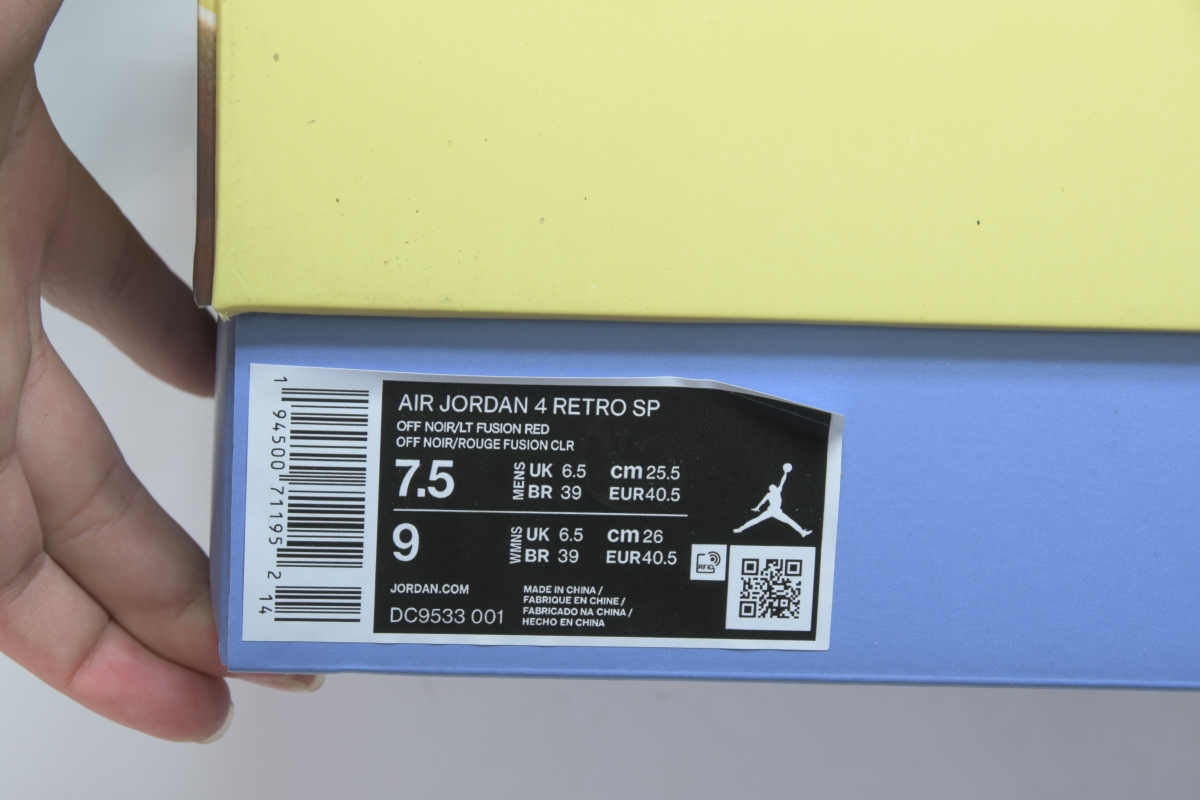 1 94500 71195 2 14
AIR JORDAN 4 RETRO SP
OFF NOIR/LT FUSION RED
OFF NOIR/ROUGE FUSION CLR
7.5 MENS UK 6.5 cm 25.5
BR 39 EUR 40.5
9 WMNS UK 6.5 cm 26
BR 39 EUR 40.5
RFID
JORDAN.COM
DC9533 001
MADE IN CHINA /
FABRIQUE EN CHINE /
FABRICADO NA CHINA /
HECHO EN CHINA